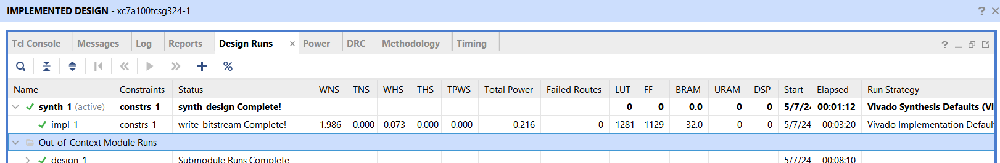 IMPLEMENTED DESIGN - xc7a100tcsg324-1
Tcl Console Messages Log Reports Design Runs Power DRC Methodology Timing
Name Constraints Status WNS TNS WHS THS TPWS Total Power Failed Routes LUT FF BRAM URAM DSP Start Elapsed Run Strategy
synth_1 (active) constrs_1 synth_design Complete! 0 0 0.0 0 0 5/7/24 00:01:12 Vivado Synthesis Defaults (Vi
impl_1 constrs_1 write_bitstream Complete! 1.986 0.000 0.073 0.000 0.000 0.216 0 1281 1129 32.0 0 0 5/7/24 00:03:20 Vivado Implementation Defaul
Out-of-Context Module Runs
design_1 Submodule Runs Complete 5/7/24 00:08:10